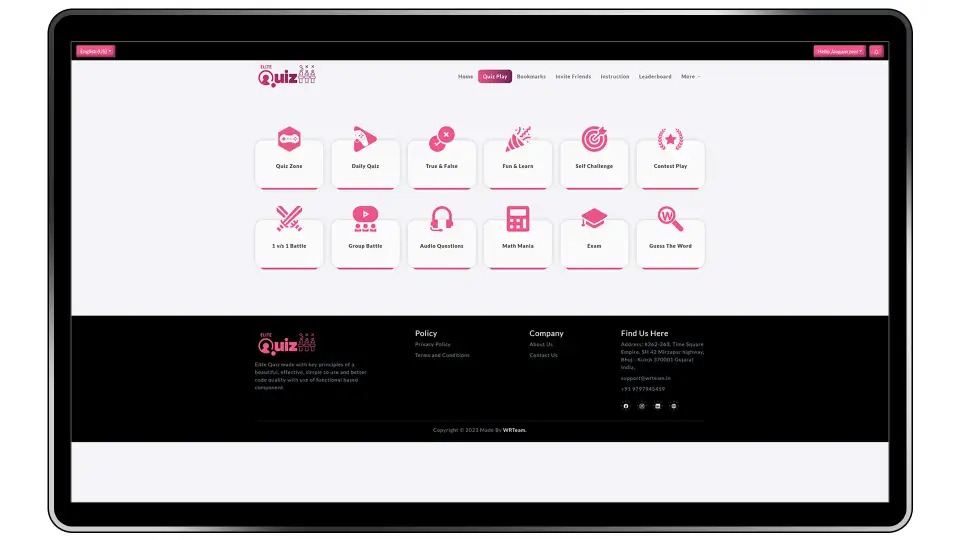 English (US)
ELITE
Quiz
Home Quiz Play Bookmarks Invite Friends Instruction Leaderboard More
Quiz Zone Daily Quiz True & False Fun & Learn Self Challenge Contest Play
1 v/s 1 Battle Group Battle Audio Questions Math Mania Exam Guess The Word
ELITE
Quiz
Elite Quiz made with key principles of a
beautiful, effective, simple to use and better
code quality with use of functional based
component.
Policy
Privacy Policy
Terms and Conditions
Company
About Us
Contact Us
Find Us Here
Address: #262-263, Time Square
Empire, SH 42 Mirzapar highway,
Bhuj - Kutch 370001 Gujarat
India.
support@wrteam.in
+91 9797945459
Copyright © 2023 Made By WRTeam.